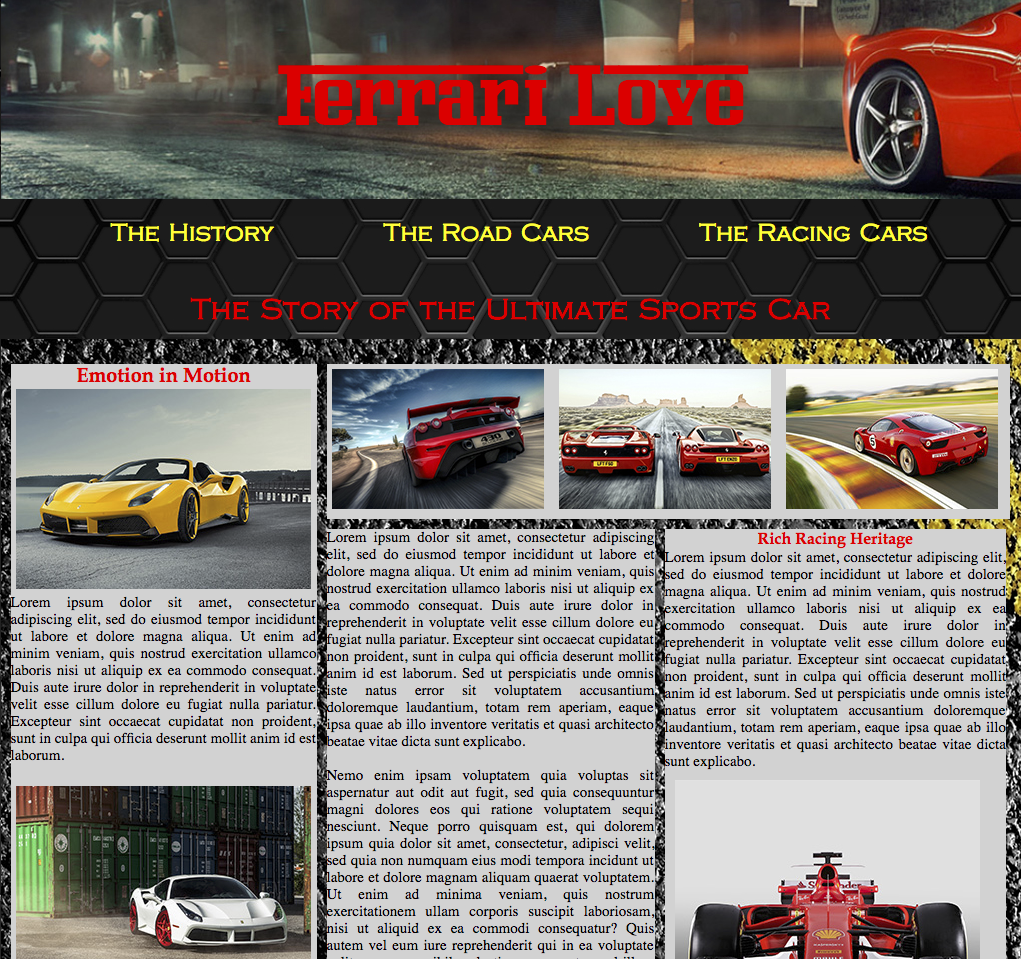 Ferrari Love
The History
The Road Cars
The Racing Cars
The Story of the Ultimate Sports Car
Emotion in Motion
Lorem ipsum dolor sit amet, consectetur
adipiscing elit, sed do eiusmod tempor incididunt
ut labore et dolore magna aliqua. Ut enim ad
minim veniam, quis nostrud exercitation ullamco
laboris nisi ut aliquip ex ea commodo consequat.
Duis aute irure dolor in reprehenderit in voluptate
velit esse cillum dolore eu fugiat nulla pariatur.
Excepteur sint occaecat cupidatat non proident,
sunt in culpa qui officia deserunt mollit anim id est
laborum.
430
LFT F50
LFT ENZO
5
Lorem ipsum dolor sit amet, consectetur adipiscing
elit, sed do eiusmod tempor incididunt ut labore et
dolore magna aliqua. Ut enim ad minim veniam, quis
nostrud exercitation ullamco laboris nisi ut aliquip ex
ea commodo consequat. Duis aute irure dolor in
reprehenderit in voluptate velit esse cillum dolore eu
fugiat nulla pariatur. Excepteur sint occaecat cupidatat
non proident, sunt in culpa qui officia deserunt mollit
anim id est laborum. Sed ut perspiciatis unde omnis
iste natus error sit voluptatem accusantium
doloremque laudantium, totam rem aperiam, eaque
ipsa quae ab illo inventore veritatis et quasi architecto
beatae vitae dicta sunt explicabo.
Nemo enim ipsam voluptatem quia voluptas sit
aspernatur aut odit aut fugit, sed quia consequuntur
magni dolores eos qui ratione voluptatem sequi
nesciunt. Neque porro quisquam est, qui dolorem
ipsum quia dolor sit amet, consectetur, adipisci velit,
sed quia non numquam eius modi tempora incidunt ut
labore et dolore magnam aliquam quaerat voluptatem.
Ut enim ad minima veniam, quis nostrum
exercitationem ullam corporis suscipit laboriosam,
nisi ut aliquid ex ea commodi consequatur? Quis
autem vel eum iure reprehenderit qui in ea voluptate
Rich Racing Heritage
Lorem ipsum dolor sit amet, consectetur adipiscing elit,
sed do eiusmod tempor incididunt ut labore et dolore
magna aliqua. Ut enim ad minim veniam, quis nostrud
exercitation ullamco laboris nisi ut aliquip ex ea
commodo consequat. Duis aute irure dolor in
reprehenderit in voluptate velit esse cillum dolore eu
fugiat nulla pariatur. Excepteur sint occaecat cupidatat
non proident, sunt in culpa qui officia deserunt mollit
anim id est laborum. Sed ut perspiciatis unde omnis iste
natus error sit voluptatem accusantium doloremque
laudantium, totam rem aperiam, eaque ipsa quae ab illo
inventore veritatis et quasi architecto beatae vitae dicta
sunt explicabo.